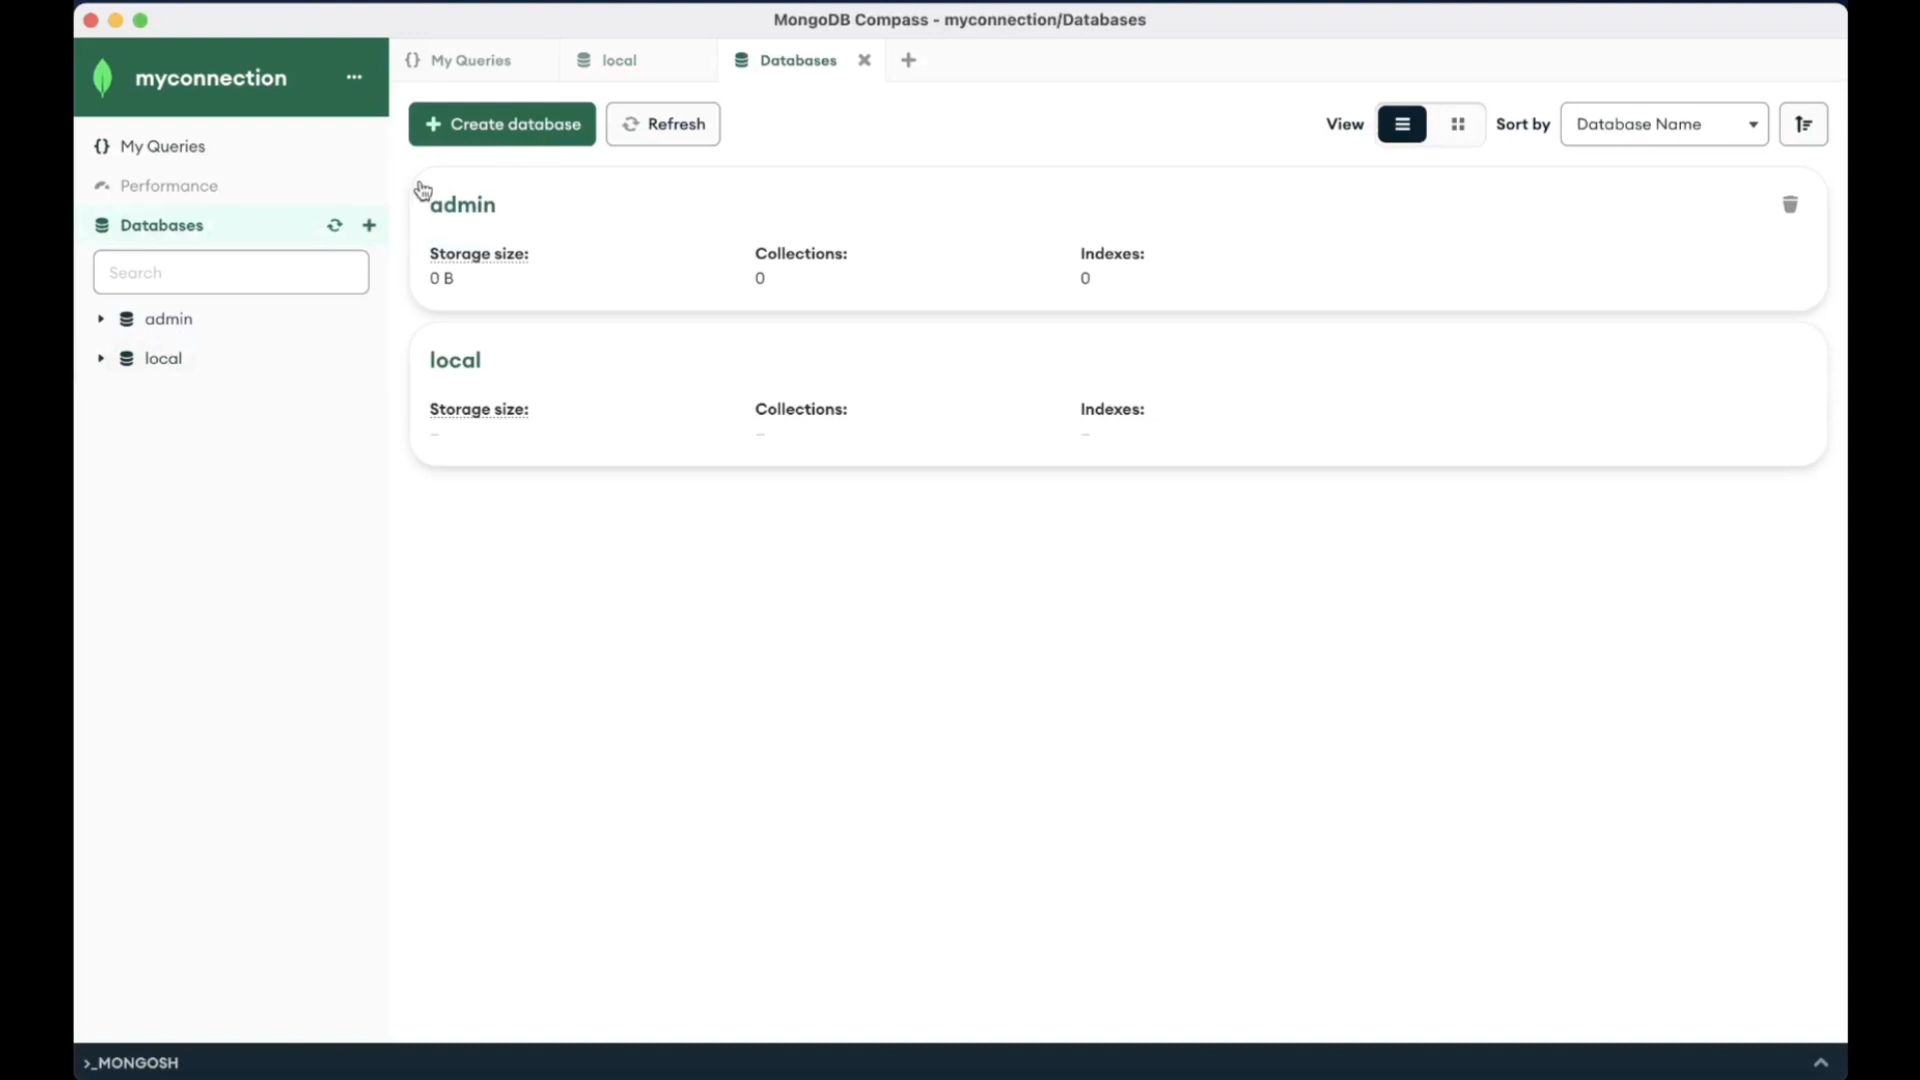 MongoDB Compass - myconnection/Databases
myconnection
My Queries
local
Databases
Create database
Refresh
View
Sort by
Database Name
My Queries
Performance
Databases
Search
admin
local
admin
Storage size:
Collections:
Indexes:
0 B
0
0
local
Storage size:
Collections:
Indexes:
–
–
–
>_MONGOSH